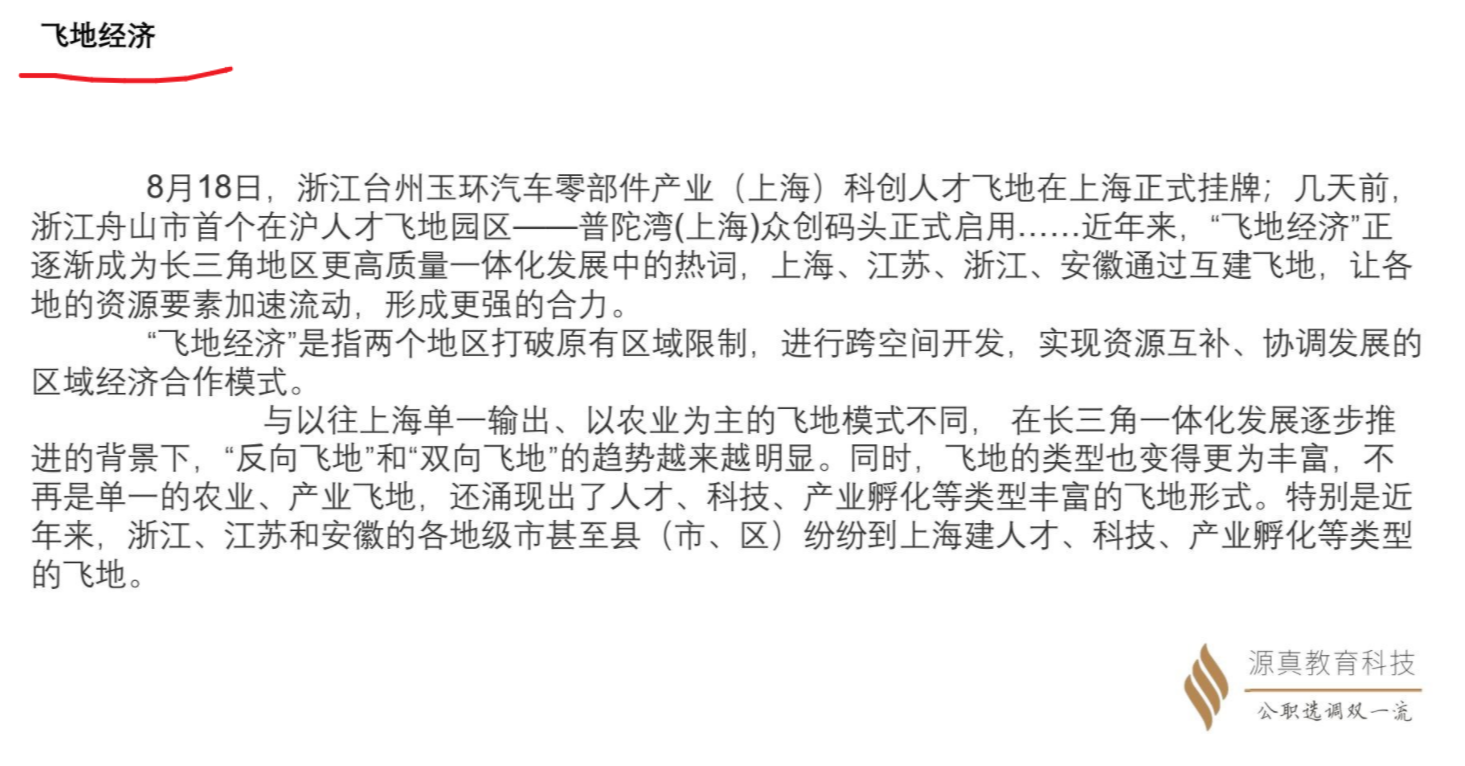 飞地经济
8月18日，浙江台州玉环汽车零部件产业（上海）科创人才飞地在上海正式挂牌；几天前，
浙江舟山市首个在沪人才飞地园区——普陀湾(上海)众创码头正式启用……近年来，“飞地经济”正
逐渐成为长三角地区更高质量一体化发展中的热词，上海、江苏、浙江、安徽通过互建飞地，让各
地的资源要素加速流动，形成更强的合力。
“飞地经济”是指两个地区打破原有区域限制，进行跨空间开发，实现资源互补、协调发展的
区域经济合作模式。
与以往上海单一输出、以农业为主的飞地模式不同， 在长三角一体化发展逐步推
进的背景下，“反向飞地”和“双向飞地”的趋势越来越明显。同时，飞地的类型也变得更为丰富，不
再是单一的农业、产业飞地，还涌现出了人才、科技、产业孵化等类型丰富的飞地形式。特别是近
年来，浙江、江苏和安徽的各地级市甚至县（市、区）纷纷到上海建人才、科技、产业孵化等类型
的飞地。
源真教育科技
公职选调双一流